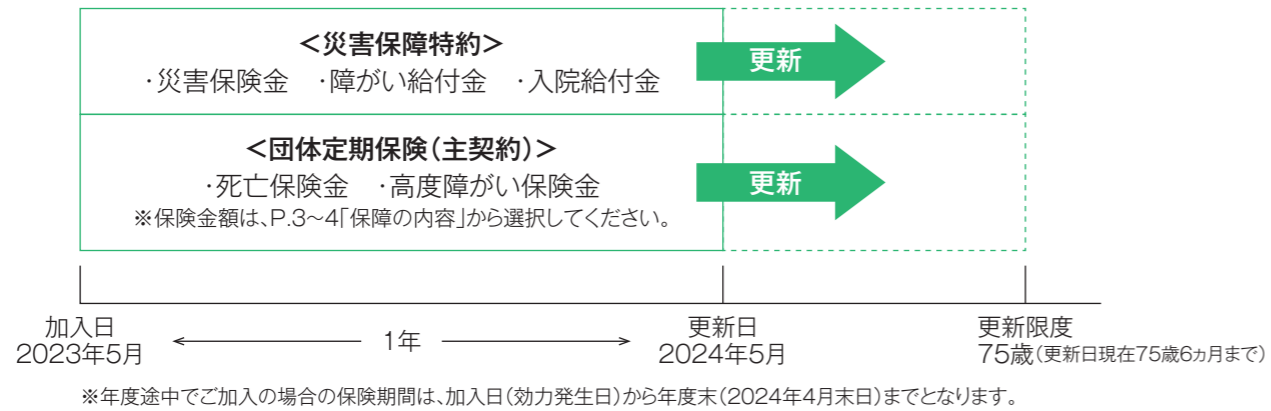 <災害保障特約>
・災害保険金 ・障がい給付金 ・入院給付金
更新
<団体定期保険(主契約)>
・死亡保険金 ・高度障がい保険金
※保険金額は、P.3~4「保障の内容」から選択してください。
更新
加入日
2023年5月
1年
更新日
2024年5月
更新限度
75歳(更新日現在75歳6ヵ月まで)
※年度途中でご加入の場合の保険期間は、加入日(効力発生日)から年度末(2024年4月末日)までとなります。